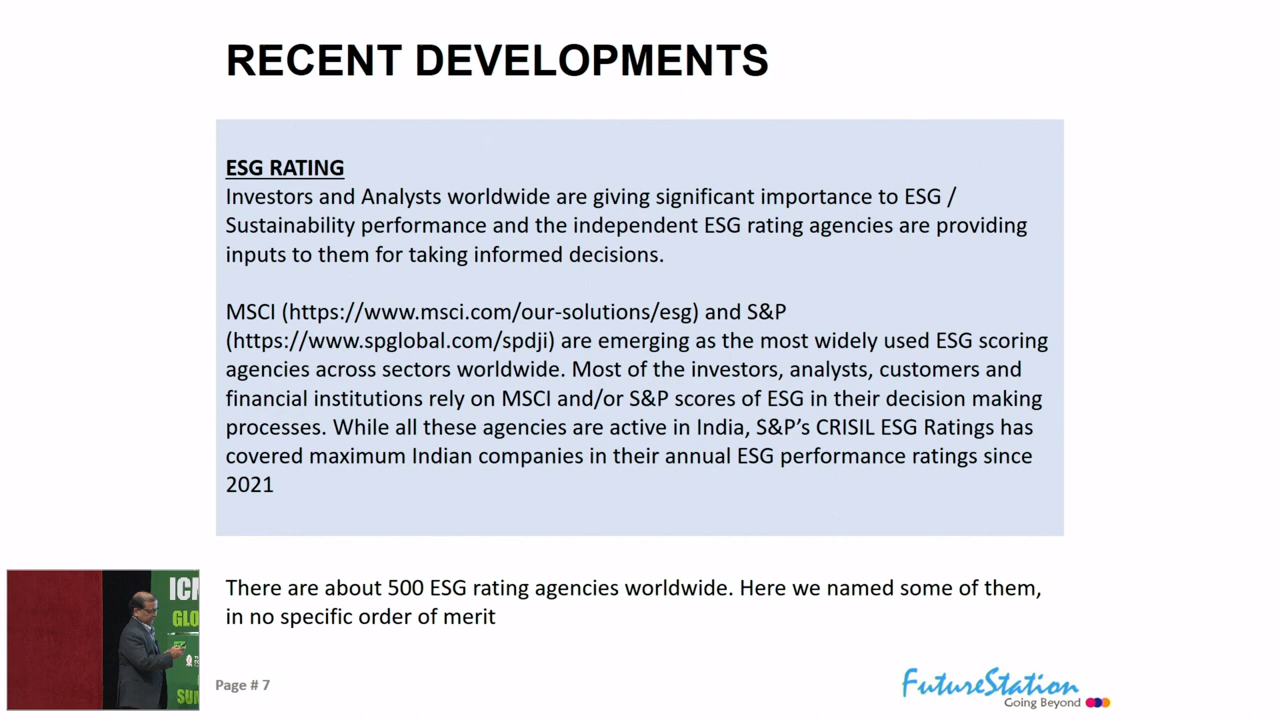 RECENT DEVELOPMENTS
ESG RATING
Investors and Analysts worldwide are giving significant importance to ESG /
Sustainability performance and the independent ESG rating agencies are providing
inputs to them for taking informed decisions.
MSCI (https://www.msci.com/our-solutions/esg) and S&P
(https://www.spglobal.com/spdji) are emerging as the most widely used ESG scoring
agencies across sectors worldwide. Most of the investors, analysts, customers and
financial institutions rely on MSCI and/or S&P scores of ESG in their decision making
processes. While all these agencies are active in India, S&P’s CRISIL ESG Ratings has
covered maximum Indian companies in their annual ESG performance ratings since
2021
There are about 500 ESG rating agencies worldwide. Here we named some of them,
in no specific order of merit
ICM
GLO
SUM
Page # 7
FutureStation
Going Beyond